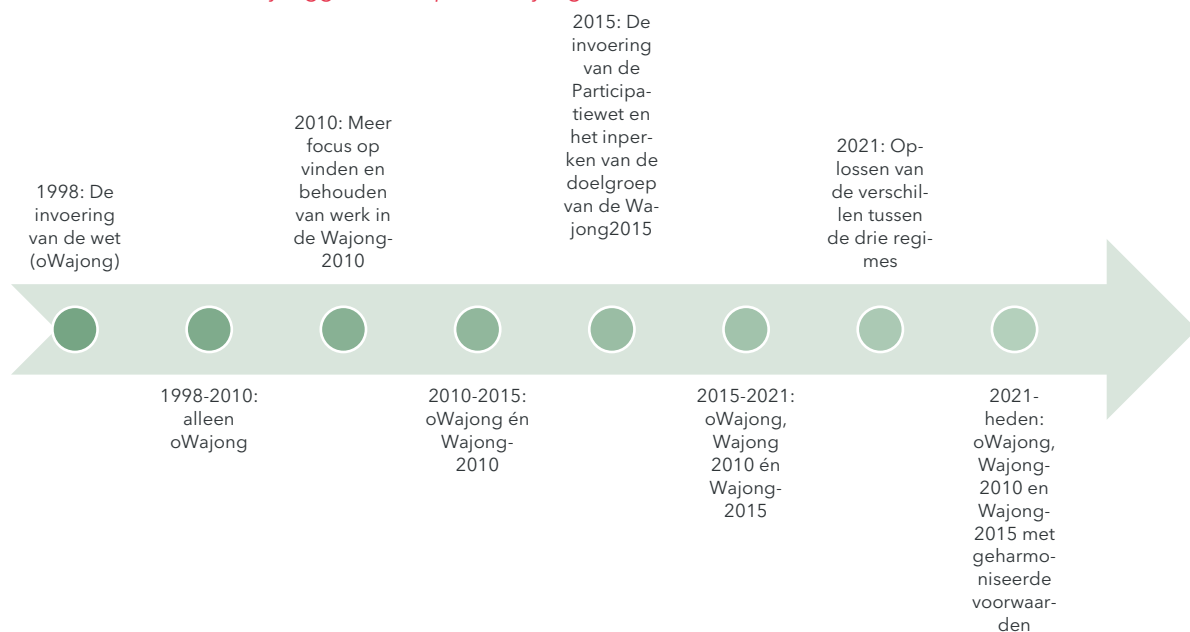 1998: De
invoering
van de wet
(oWajong)
1998-2010:
alleen
oWajong
2010: Meer
focus op
vinden en
behouden
van werk in
de Wajong-
2010
2010-2015:
oWajong én
Wajong-
2010
2015: De
invoering
van de
Participa-
tiewet en
het inper-
ken van de
doelgroep
van de Wa-
jong2015
2015-2021:
oWajong,
Wajong
2010 én
Wajong-
2015
2021: Op-
lossen van
de verschil-
len tussen
de drie regi-
mes
2021-
heden:
oWajong,
Wajong-
2010 en
Wajong-
2015 met
geharmo-
niseerde
voorwaar-
den